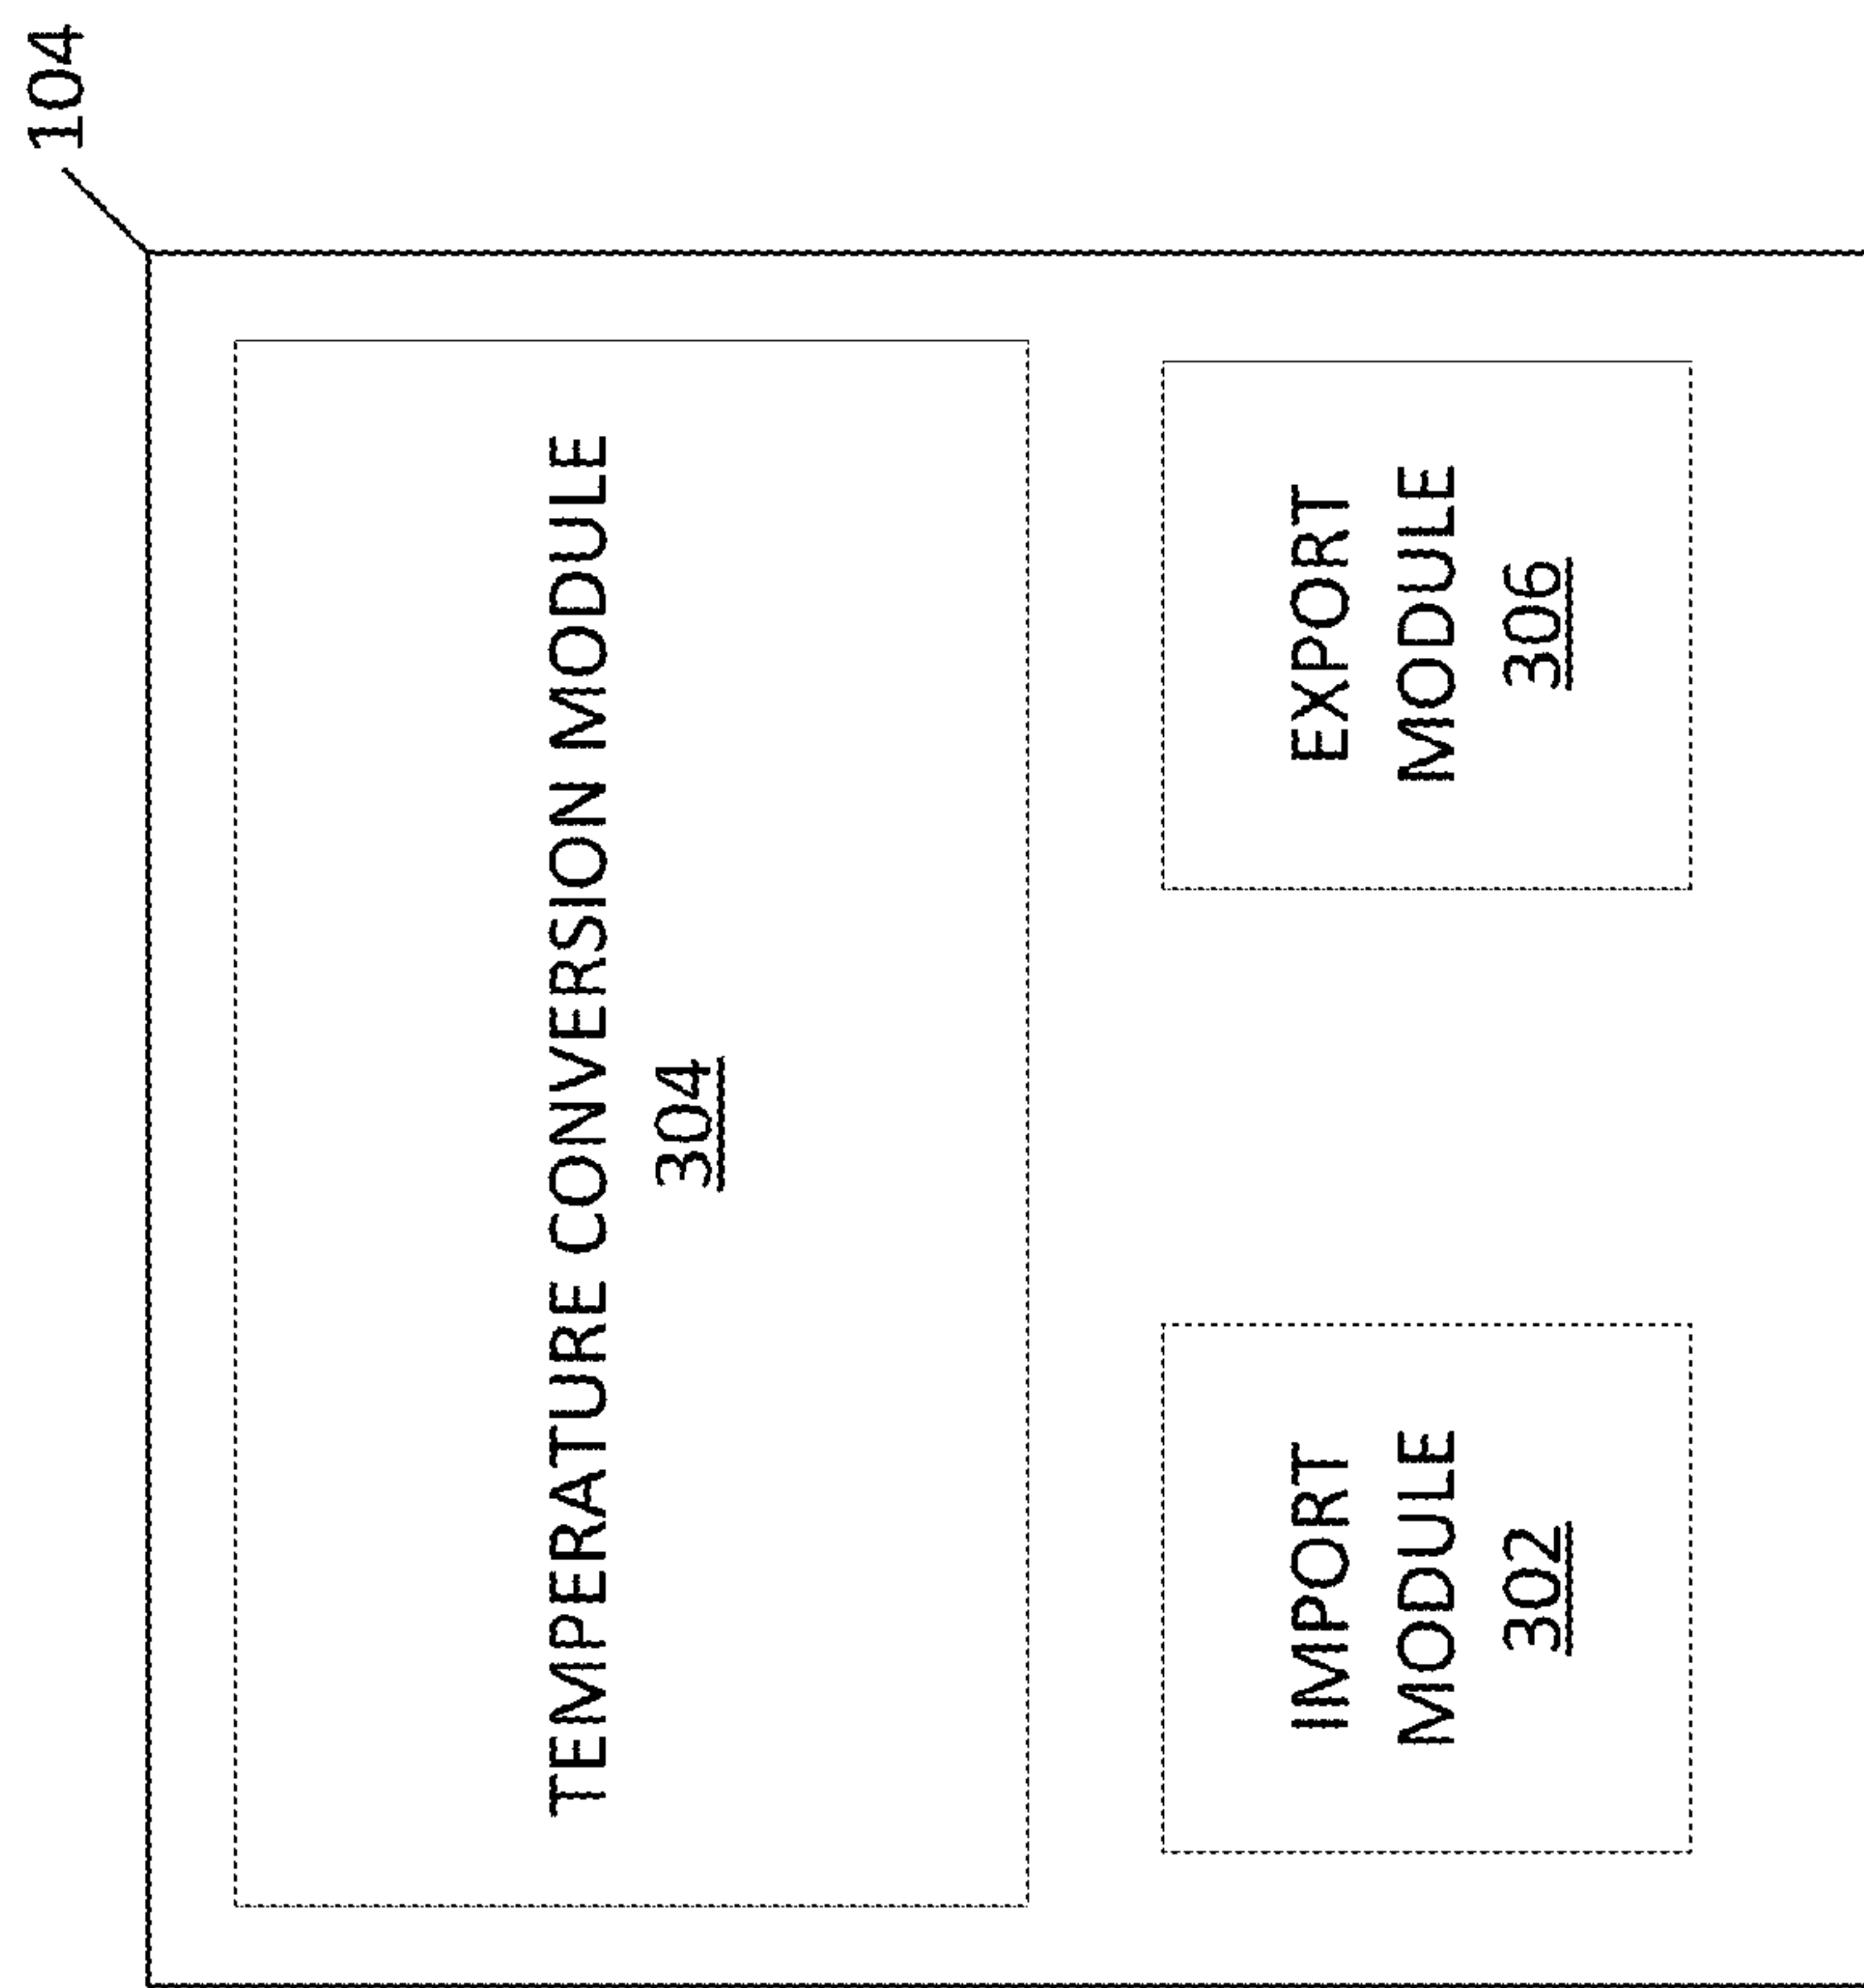 104
TEMPERATURE CONVERSION MODULE
304
IMPORT
MODULE
302
EXPORT
MODULE
306